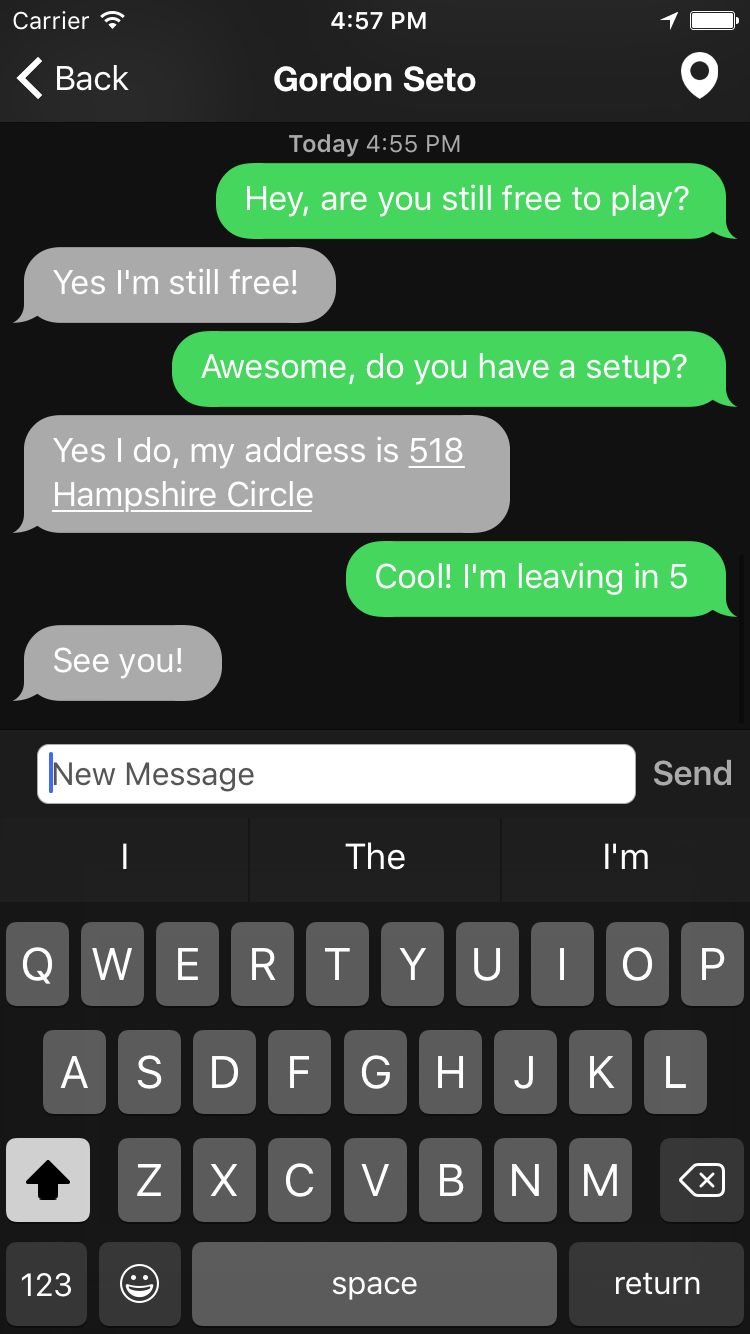 Carrier 4:57 PM
Back Gordon Seto
Today 4:55 PM
Hey, are you still free to play?
Yes I'm still free!
Awesome, do you have a setup?
Yes I do, my address is 518
Hampshire Circle
Cool! I'm leaving in 5
See you!
New Message Send
I The I'm
Q W E R T Y U I O P
A S D F G H J K L
Z X C V B N M
123 space return